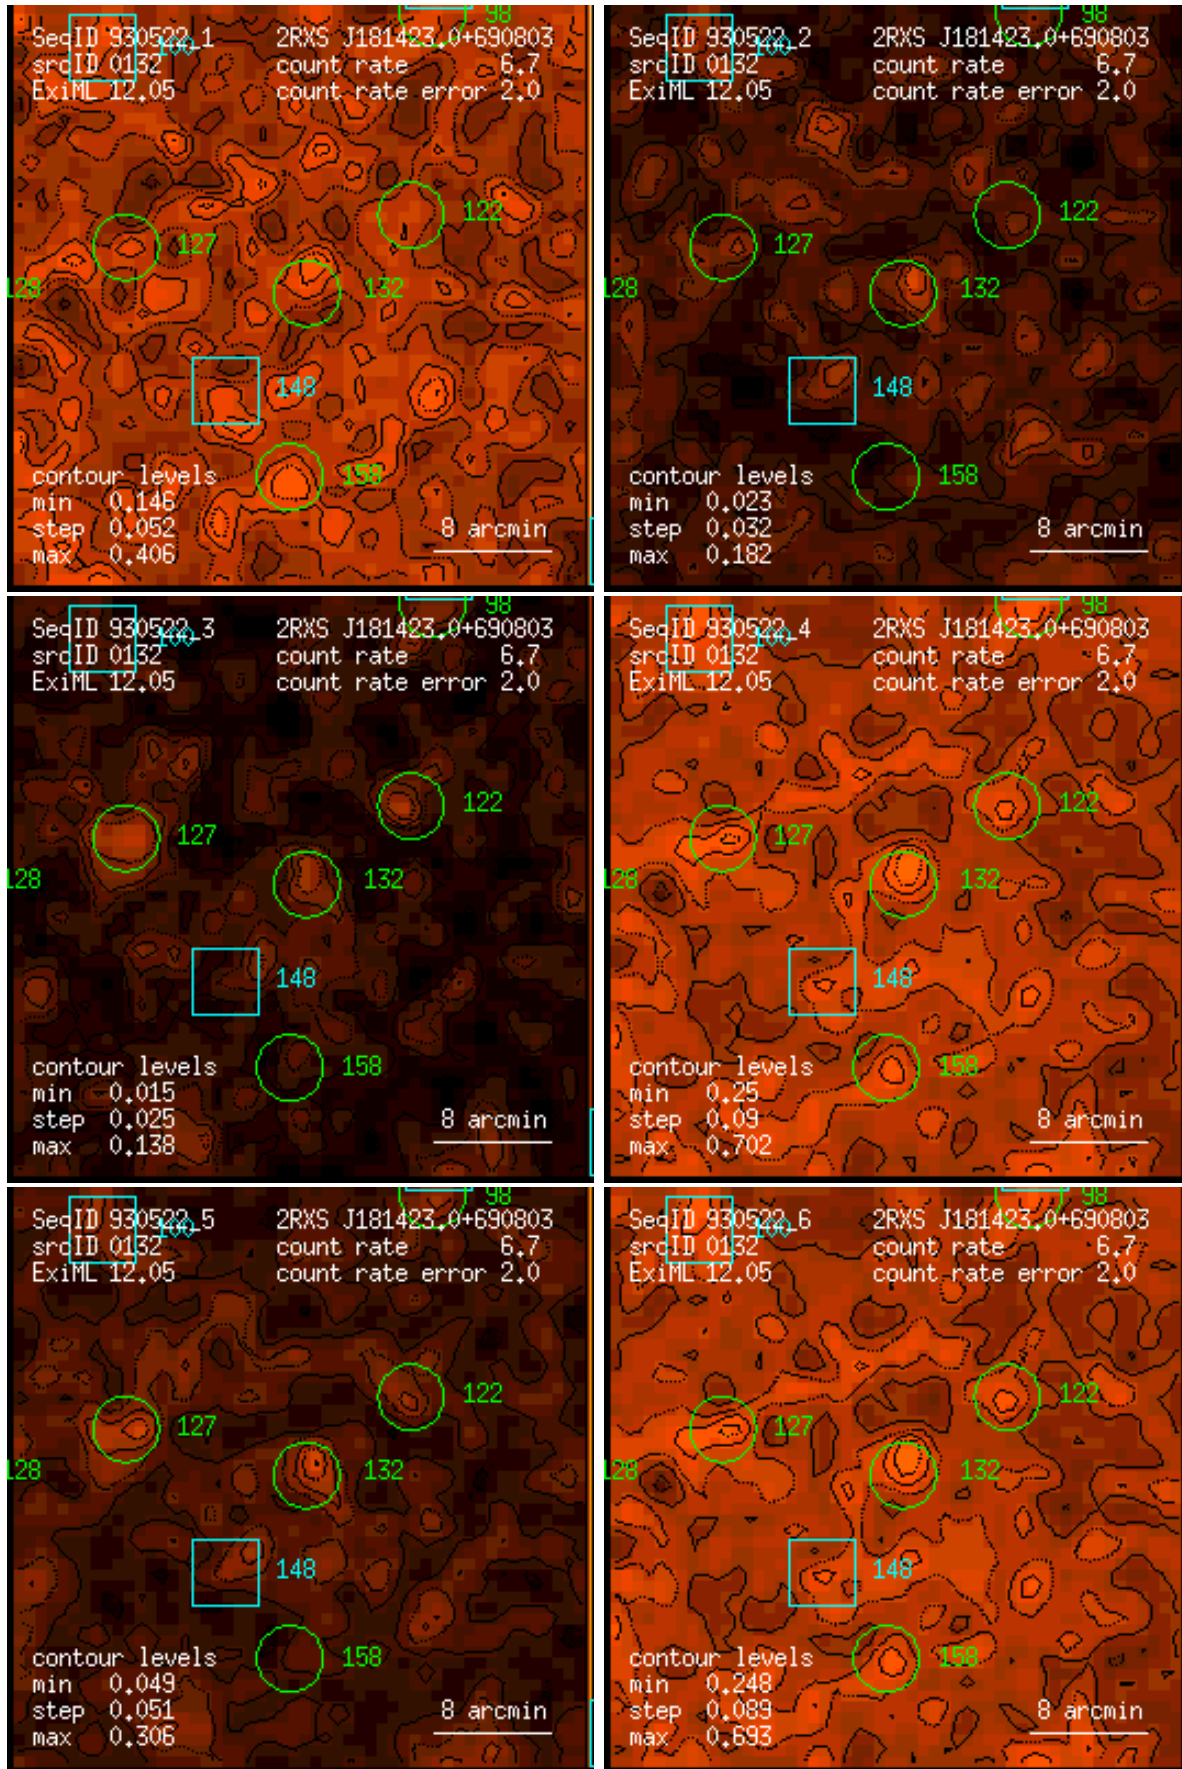 98
SeqID 930522_1 2RXS J181423.0+690803
100
srcID 0132 count rate 6.7
ExiML 12.05 count rate error 2.0
122
127
128
132
148
158
contour levels
min 0.146
step 0.052 8 arcmin
max 0.406
98
SeqID 930522_2 2RXS J181423.0+690803
100
srcID 0132 count rate 6.7
ExiML 12.05 count rate error 2.0
122
127
128
132
148
158
contour levels
min 0.023
step 0.032 8 arcmin
max 0.182
98
SeqID 930522_3 2RXS J181423.0+690803
100
srcID 0132 count rate 6.7
ExiML 12.05 count rate error 2.0
122
127
128
132
148
158
contour levels
min 0.015
step 0.025 8 arcmin
max 0.138
98
SeqID 930522_4 2RXS J181423.0+690803
100
srcID 0132 count rate 6.7
ExiML 12.05 count rate error 2.0
122
127
128
132
148
158
contour levels
min 0.25
step 0.09 8 arcmin
max 0.702
98
SeqID 930522_5 2RXS J181423.0+690803
100
srcID 0132 count rate 6.7
ExiML 12.05 count rate error 2.0
122
127
128
132
148
158
contour levels
min 0.049
step 0.051 8 arcmin
max 0.306
98
SeqID 930522_6 2RXS J181423.0+690803
100
srcID 0132 count rate 6.7
ExiML 12.05 count rate error 2.0
122
127
128
132
148
158
contour levels
min 0.248
step 0.089 8 arcmin
max 0.693